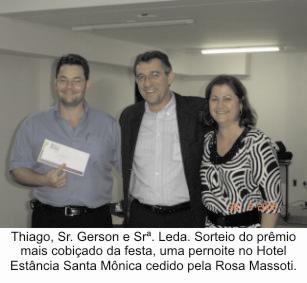 Thiago, Sr. Gerson e Srª. Leda. Sorteio do prêmio
mais cobiçado da festa, uma pernoite no Hotel
Estância Santa Mônica cedido pela Rosa Massoti.